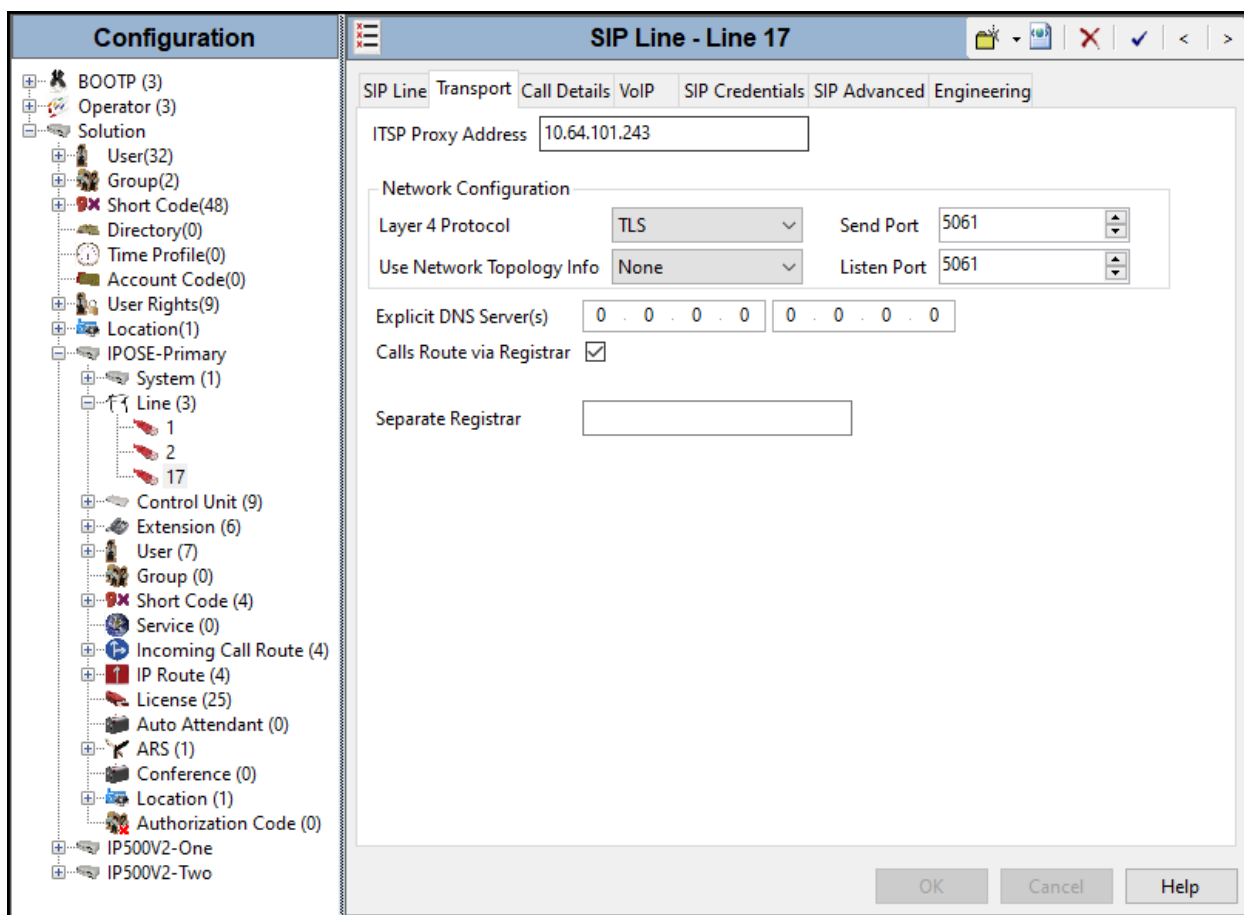 Configuration
BOOTP (3)
Operator (3)
Solution
User(32)
Group(2)
Short Code(48)
Directory(0)
Time Profile(0)
Account Code(0)
User Rights(9)
Location(1)
IPOSE-Primary
System (1)
Line (3)
1
2
17
Control Unit (9)
Extension (6)
User (7)
Group (0)
Short Code (4)
Service (0)
Incoming Call Route (4)
IP Route (4)
License (25)
Auto Attendant (0)
ARS (1)
Conference (0)
Location (1)
Authorization Code (0)
IP500V2-One
IP500V2-Two
SIP Line - Line 17
SIP Line Transport Call Details VoIP SIP Credentials SIP Advanced Engineering
ITSP Proxy Address 10.64.101.243
Network Configuration
Layer 4 Protocol TLS Send Port 5061
Use Network Topology Info None Listen Port 5061
Explicit DNS Server(s) 0 . 0 . 0 . 0 0 . 0 . 0 . 0
Calls Route via Registrar
Separate Registrar
OK Cancel Help